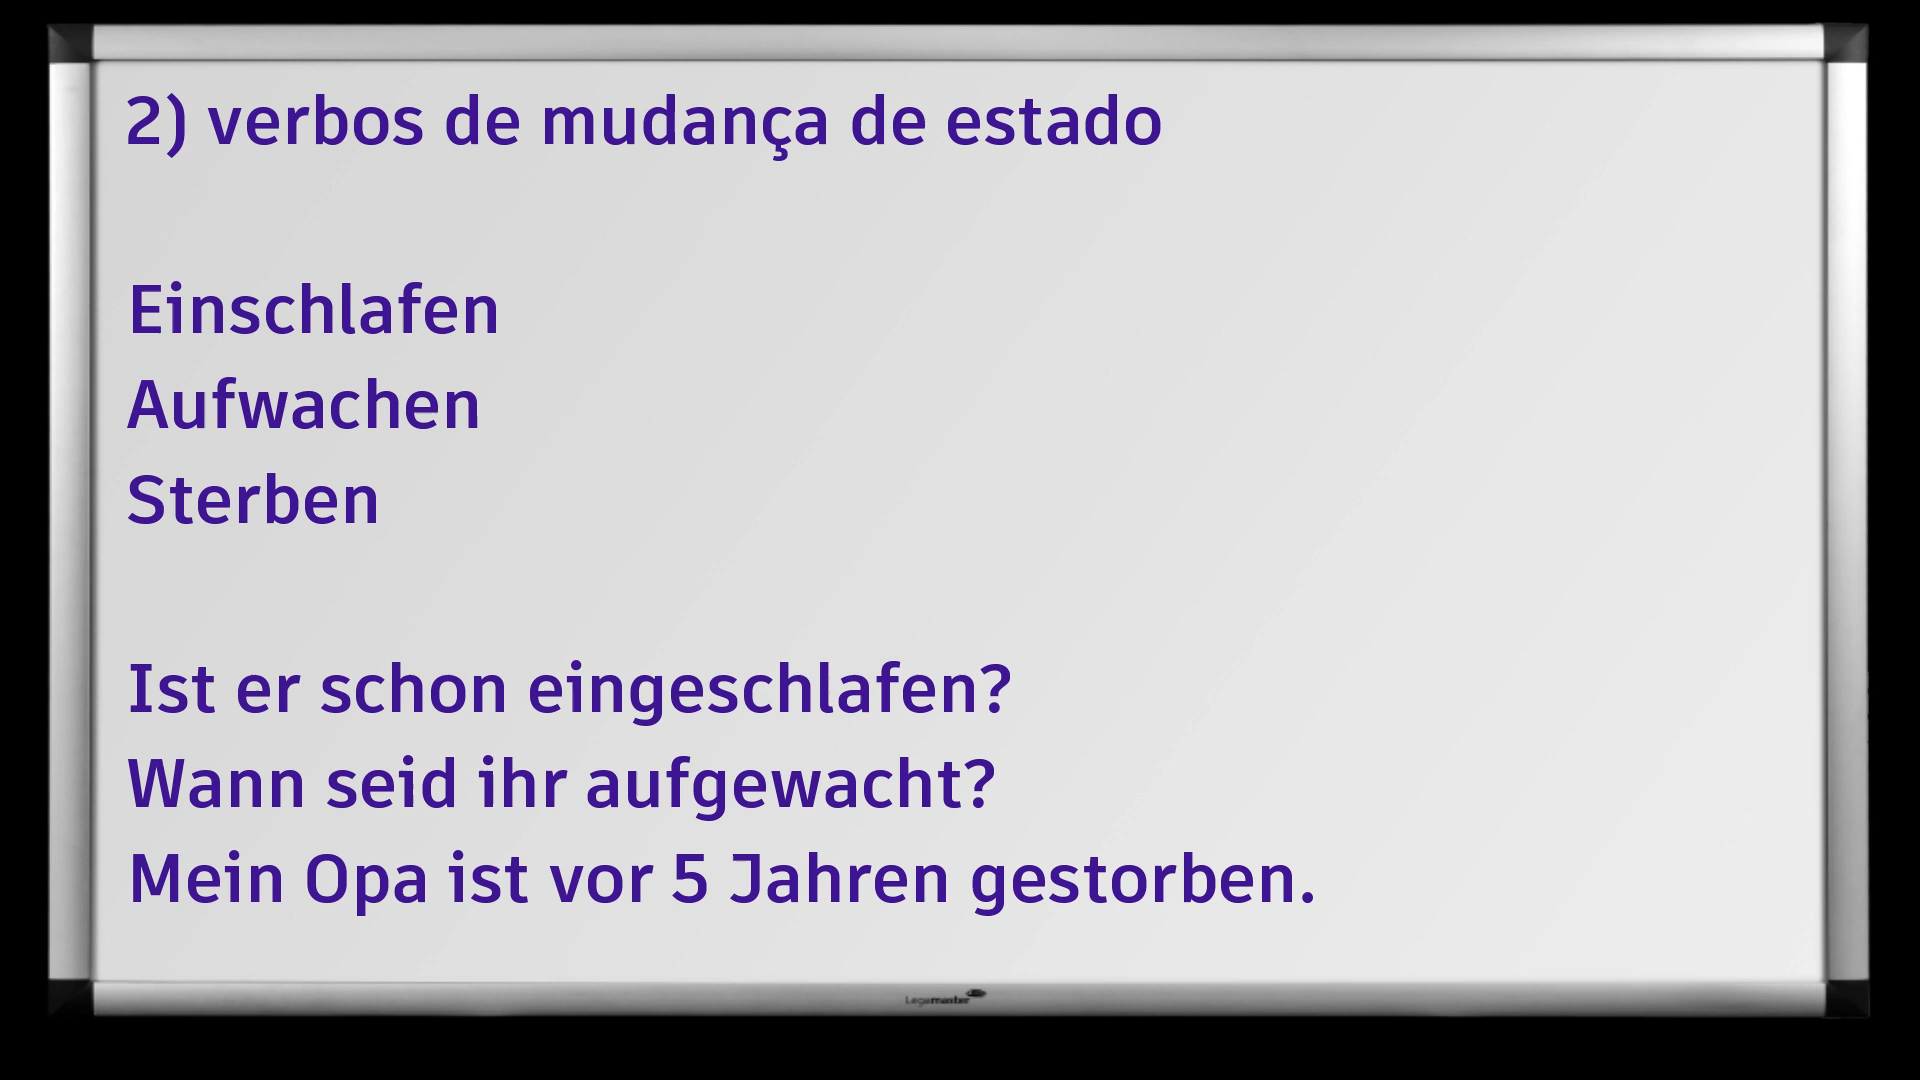 2) verbos de mudança de estado
Einschlafen
Aufwachen
Sterben
Ist er schon eingeschlafen?
Wann seid ihr aufgewacht?
Mein Opa ist vor 5 Jahren gestorben.
Legamaster